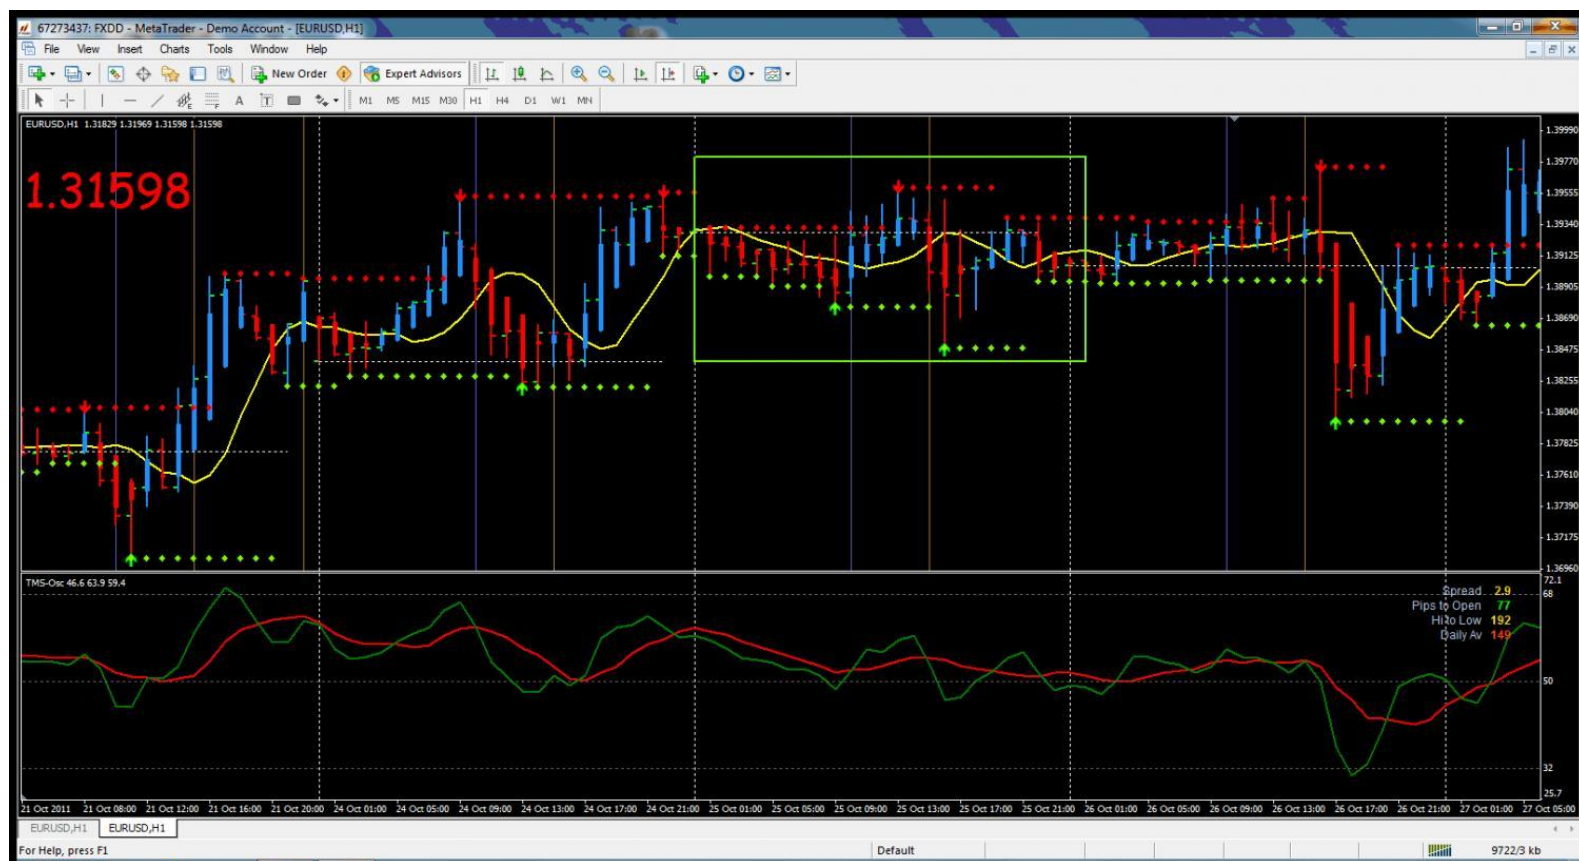 67273437: FXDD - MetaTrader - Demo Account - [EURUSD,H1]
File View Insert Charts Tools Window Help
New Order Expert Advisors
A T M1 M5 M15 M30 H1 H4 D1 W1 MN
EURUSD,H1 1.31829 1.31969 1.31598 1.31598
1.31598
1.39990
1.39770
1.39555
1.39340
1.39125
1.38905
1.38690
1.38475
1.38255
1.38040
1.37825
1.37610
1.37390
1.37175
1.36960
TMS-Osc 46.6 63.9 59.4
72.1
68
Spread 2.9
Pips to Open 77
Hi to Low 192
Daily Av 149
50
32
25.7
21 Oct 2011 21 Oct 08:00 21 Oct 12:00 21 Oct 16:00 21 Oct 20:00 24 Oct 01:00 24 Oct 05:00 24 Oct 09:00 24 Oct 13:00 24 Oct 17:00 24 Oct 21:00 25 Oct 01:00 25 Oct 05:00 25 Oct 09:00 25 Oct 13:00 25 Oct 17:00 25 Oct 21:00 26 Oct 01:00 26 Oct 05:00 26 Oct 09:00 26 Oct 13:00 26 Oct 17:00 26 Oct 21:00 27 Oct 01:00 27 Oct 05:00
EURUSD,H1 EURUSD,H1
For Help, press F1 Default 9722/3 kb